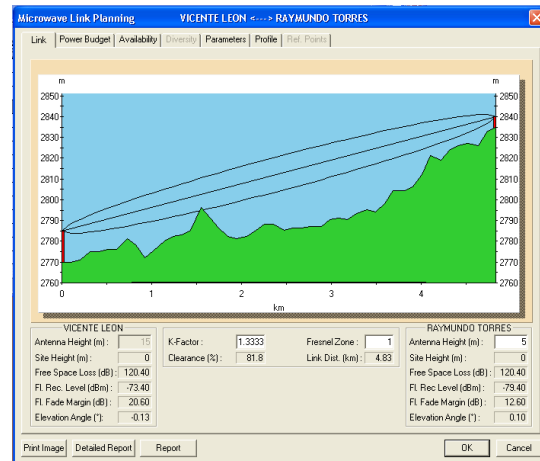 Microwave Link Planning VICENTE LEON <---> RAYMUNDO TORRES
Link Power Budget Availability Diversity Parameters Profile Ref. Points
m m
2850 2850
2840 2840
2830 2830
2820 2820
2810 2810
2800 2800
2790 2790
2780 2780
2770 2770
2760 2760
0 1 2 3 4
km
VICENTE LEON RAYMUNDO TORRES
Antenna Height (m) : 15 K-Factor : 1.3333 Fresnel Zone : 1 Antenna Height (m) : 5
Site Height (m) : 0 Clearance (%) : 81.8 Link Dist. (km) : 4.83 Site Height (m) : 0
Free Space Loss (dB) : 120.40 Free Space Loss (dB) : 120.40
Fl. Rec. Level (dBm) : -73.40 Fl. Rec. Level (dBm) : -79.40
Fl. Fade Margin (dB) : 20.60 Fl. Fade Margin (dB) : 12.60
Elevation Angle (°): -0.13 Elevation Angle (°): 0.10
Print Image Detailed Report Report OK Cancel